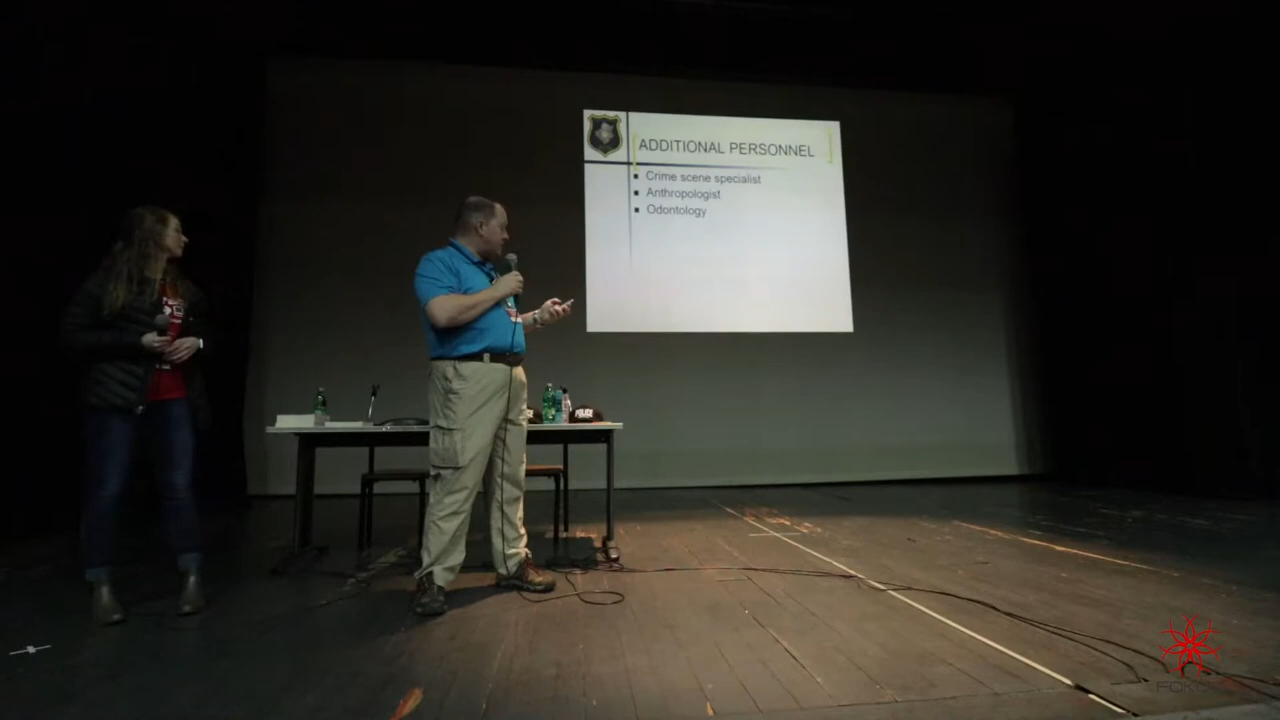 ADDITIONAL PERSONNEL
Crime scene specialist
Anthropologist
Odontology
POLICE